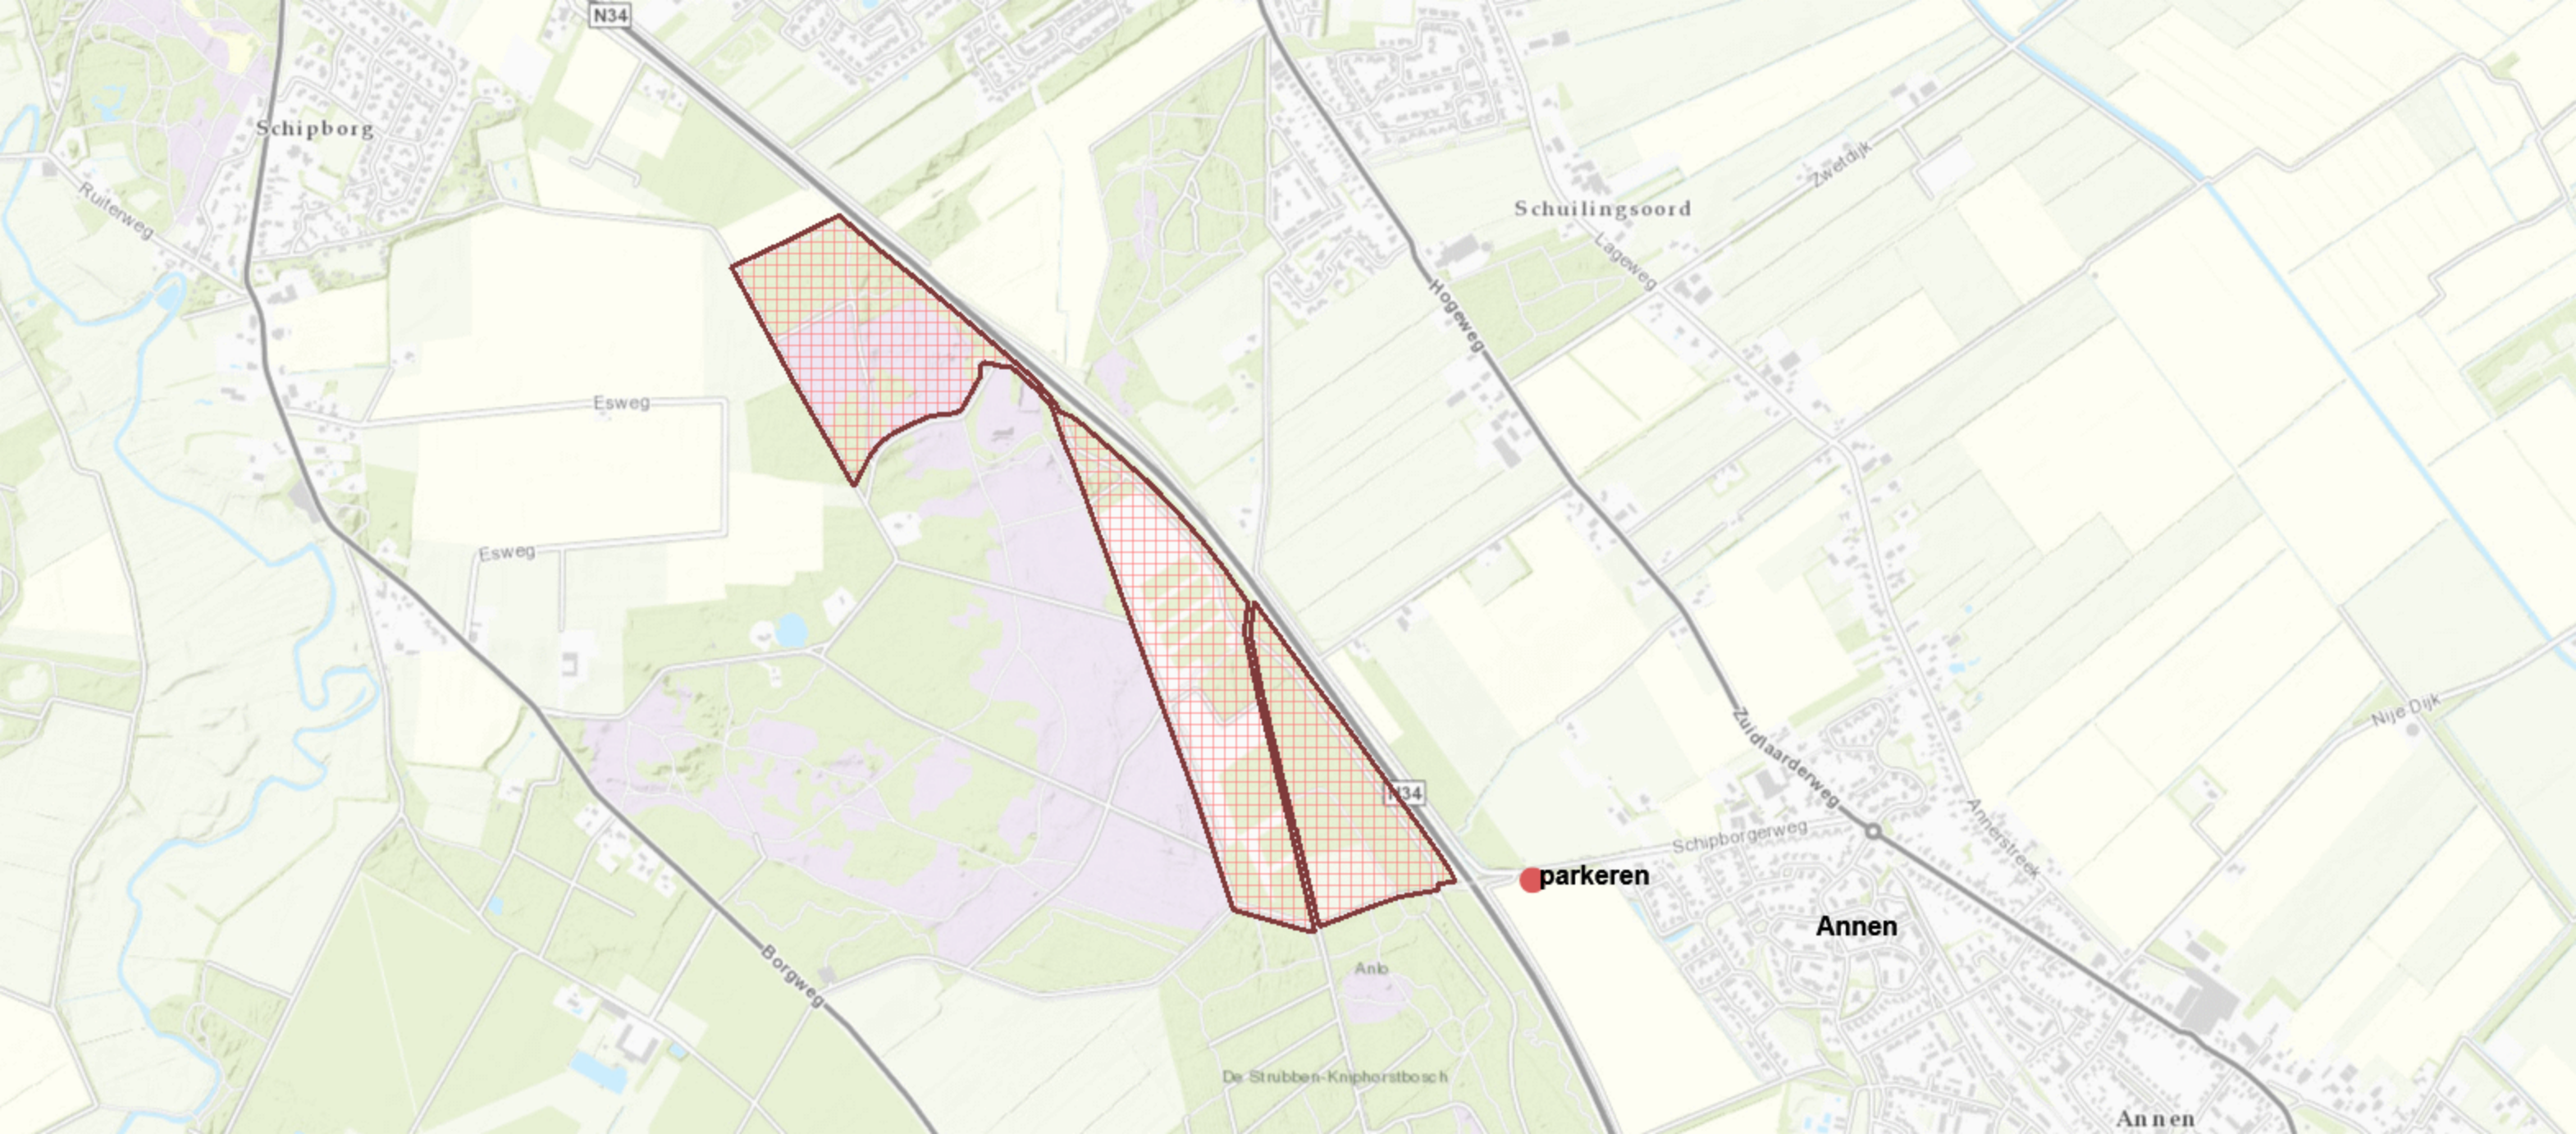 N34
Schipborg
Ruiterweg
Zwetdijk
Schuilingsoord
Lageweg
Hogeweg
Esweg
Esweg
Nije Dijk
Zuidlaarderweg
N34
Annerstreek
Schipborgerweg
parkeren
Annen
Borgweg
Anlo
De Strubben-Kniphorstbosch
Annen